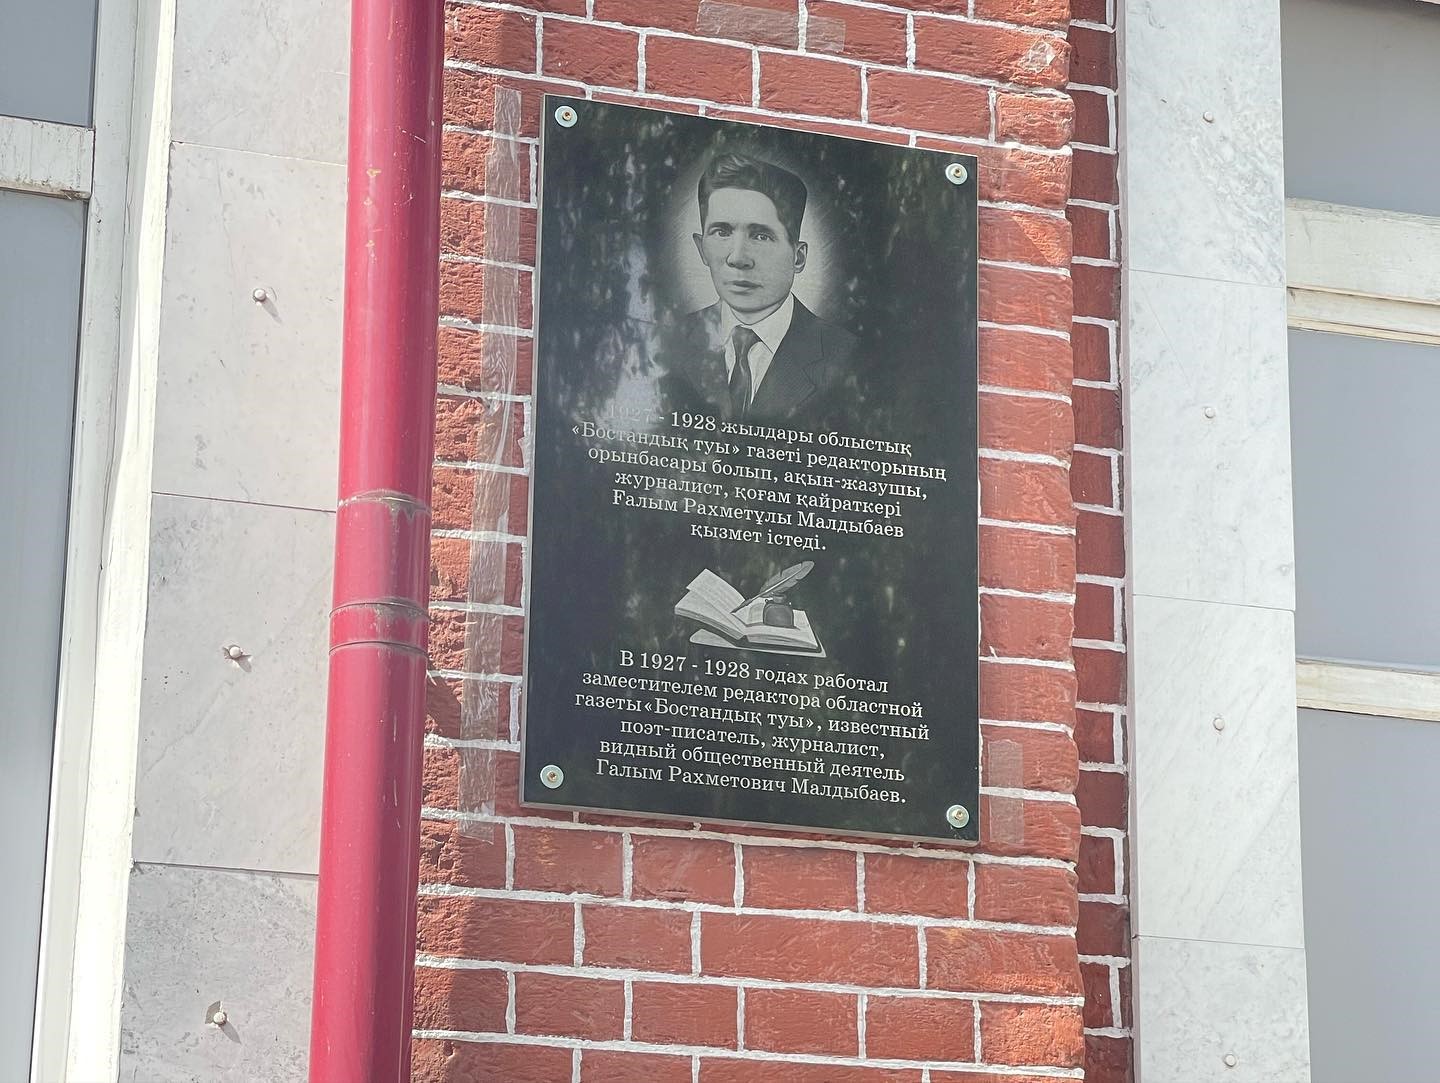 1927 - 1928 жылдары облыстық
«Бостандық туы» газеті редакторының
орынбасары болып, ақын-жазушы,
журналист, қоғам қайраткері
Ғалым Рахметұлы Малдыбаев
қызмет істеді.
В 1927 - 1928 годах работал
заместителем редактора областной
газеты «Бостандық туы», известный
поэт-писатель, журналист,
видный общественный деятель
Галым Рахметович Малдыбаев.